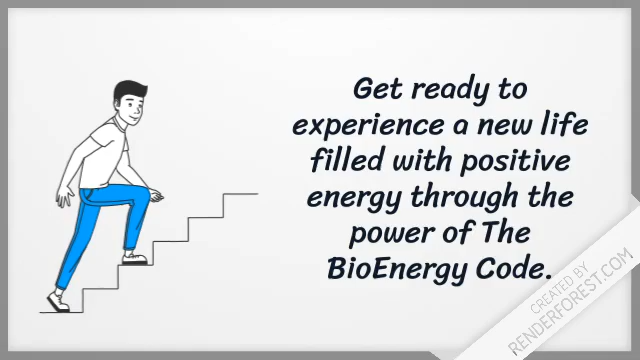 Get ready to
experience a new life
filled with positive
energy through the
power of The
BioEnergy Code.
CREATED BY
RENDERFOREST.COM